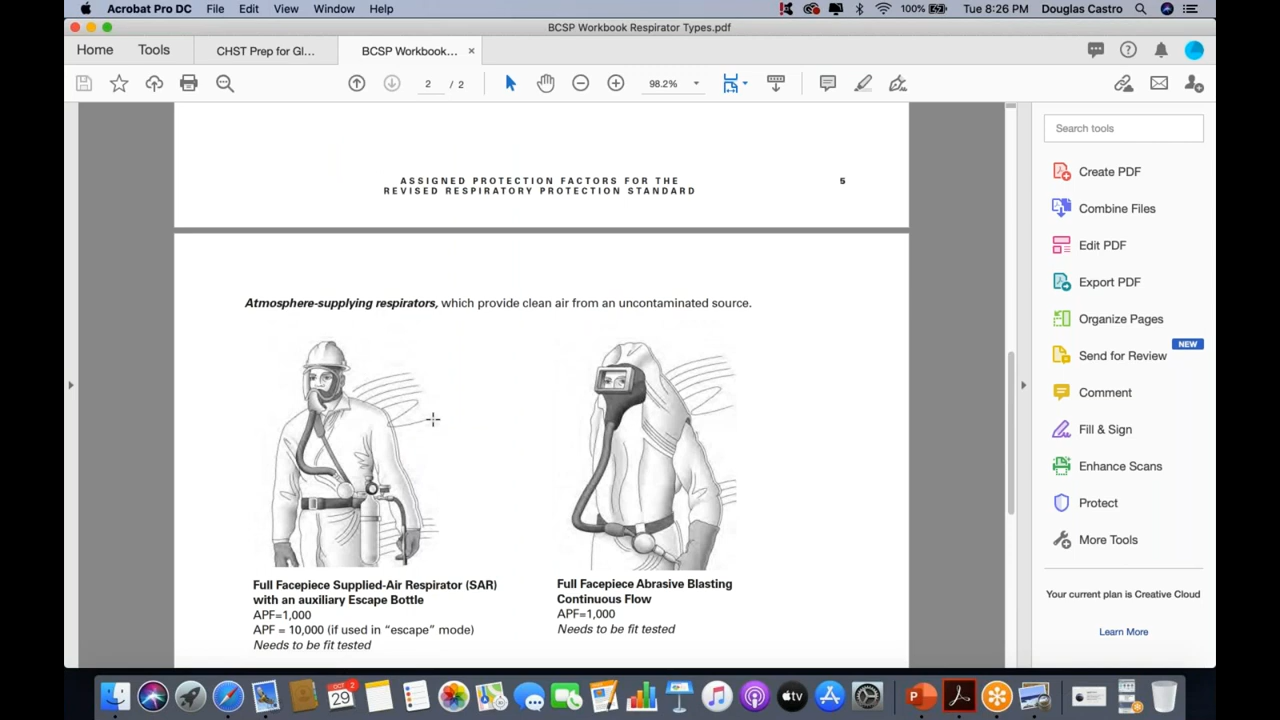 Acrobat Pro DC File Edit View Window Help 100% Tue 8:26 PM Douglas Castro
BCSP Workbook Respirator Types.pdf
Home Tools CHST Prep for Gl... BCSP Workbook... ×
2 / 2 98.2%
Search tools
Create PDF
Combine Files
Edit PDF
Export PDF
Organize Pages
Send for Review NEW
Comment
Fill & Sign
Enhance Scans
Protect
More Tools
Your current plan is Creative Cloud
Learn More
ASSIGNED PROTECTION FACTORS FOR THE
REVISED RESPIRATORY PROTECTION STANDARD
5
Atmosphere-supplying respirators, which provide clean air from an uncontaminated source.
Full Facepiece Supplied-Air Respirator (SAR)
with an auxiliary Escape Bottle
APF=1,000
APF = 10,000 (if used in “escape” mode)
Needs to be fit tested
Full Facepiece Abrasive Blasting
Continuous Flow
APF=1,000
Needs to be fit tested
OCT 2
29
tv